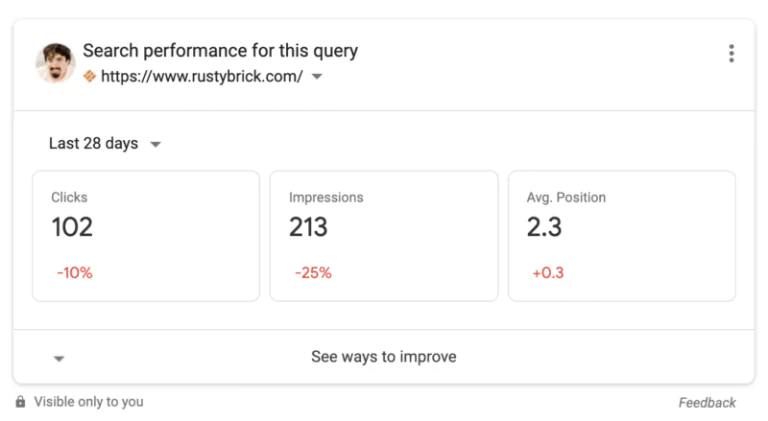 Search performance for this query
https://www.rustybrick.com/
Last 28 days
Clicks
102
-10%
Impressions
213
-25%
Avg. Position
2.3
+0.3
See ways to improve
Visible only to you
Feedback